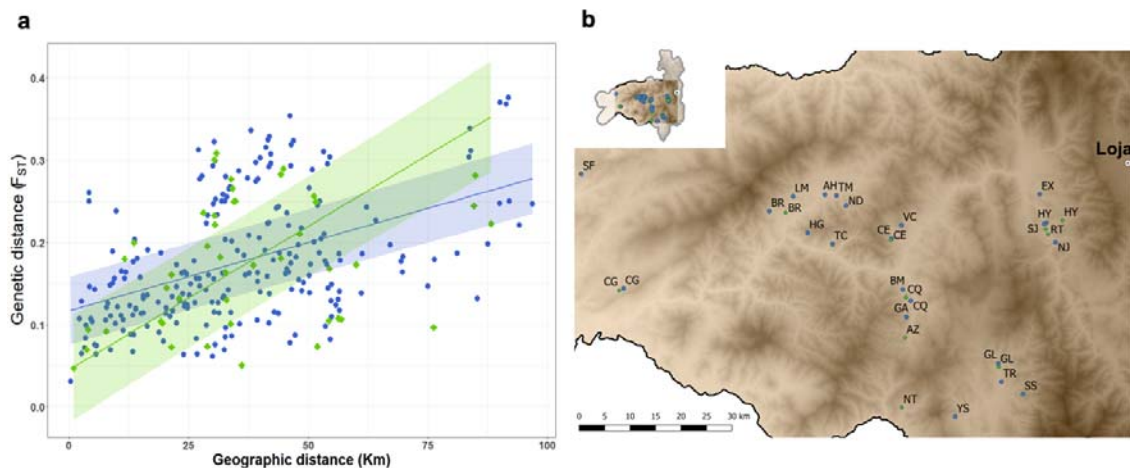 a
Genetic distance (FST)
0.4
0.3
0.2
0.1
0.0
0
25
50
75
100
Geographic distance (Km)
b
Loja
SF
LM
AH
TM
EX
BR
BR
ND
HY
HY
HG
VC
SJ
RT
TC
CE
CE
NJ
CG
CG
BM
CQ
CQ
GA
AZ
GL
GL
TR
SS
NT
YS
0
5
10
15
20
25
30 km